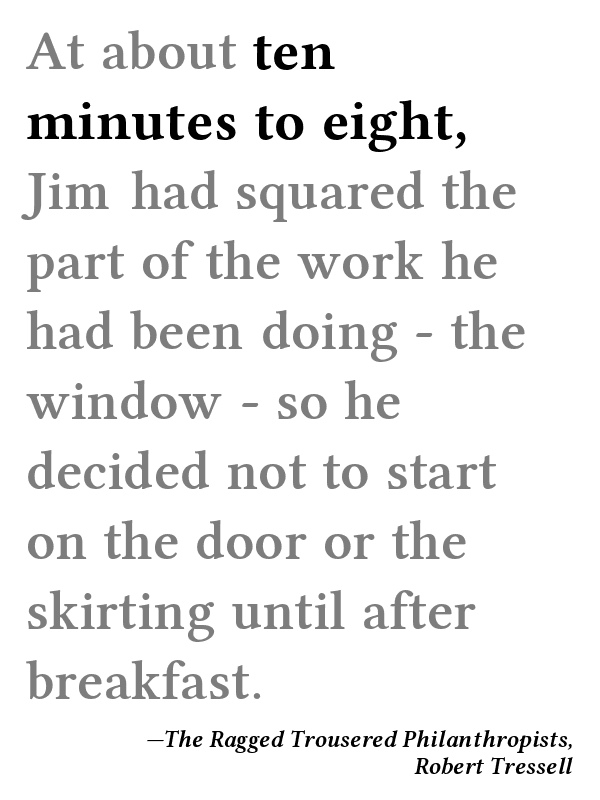 At about ten
minutes to eight,
Jim had squared the
part of the work he
had been doing - the
window - so he
decided not to start
on the door or the
skirting until after
breakfast.
—The Ragged Trousered Philanthropists,
Robert Tressell